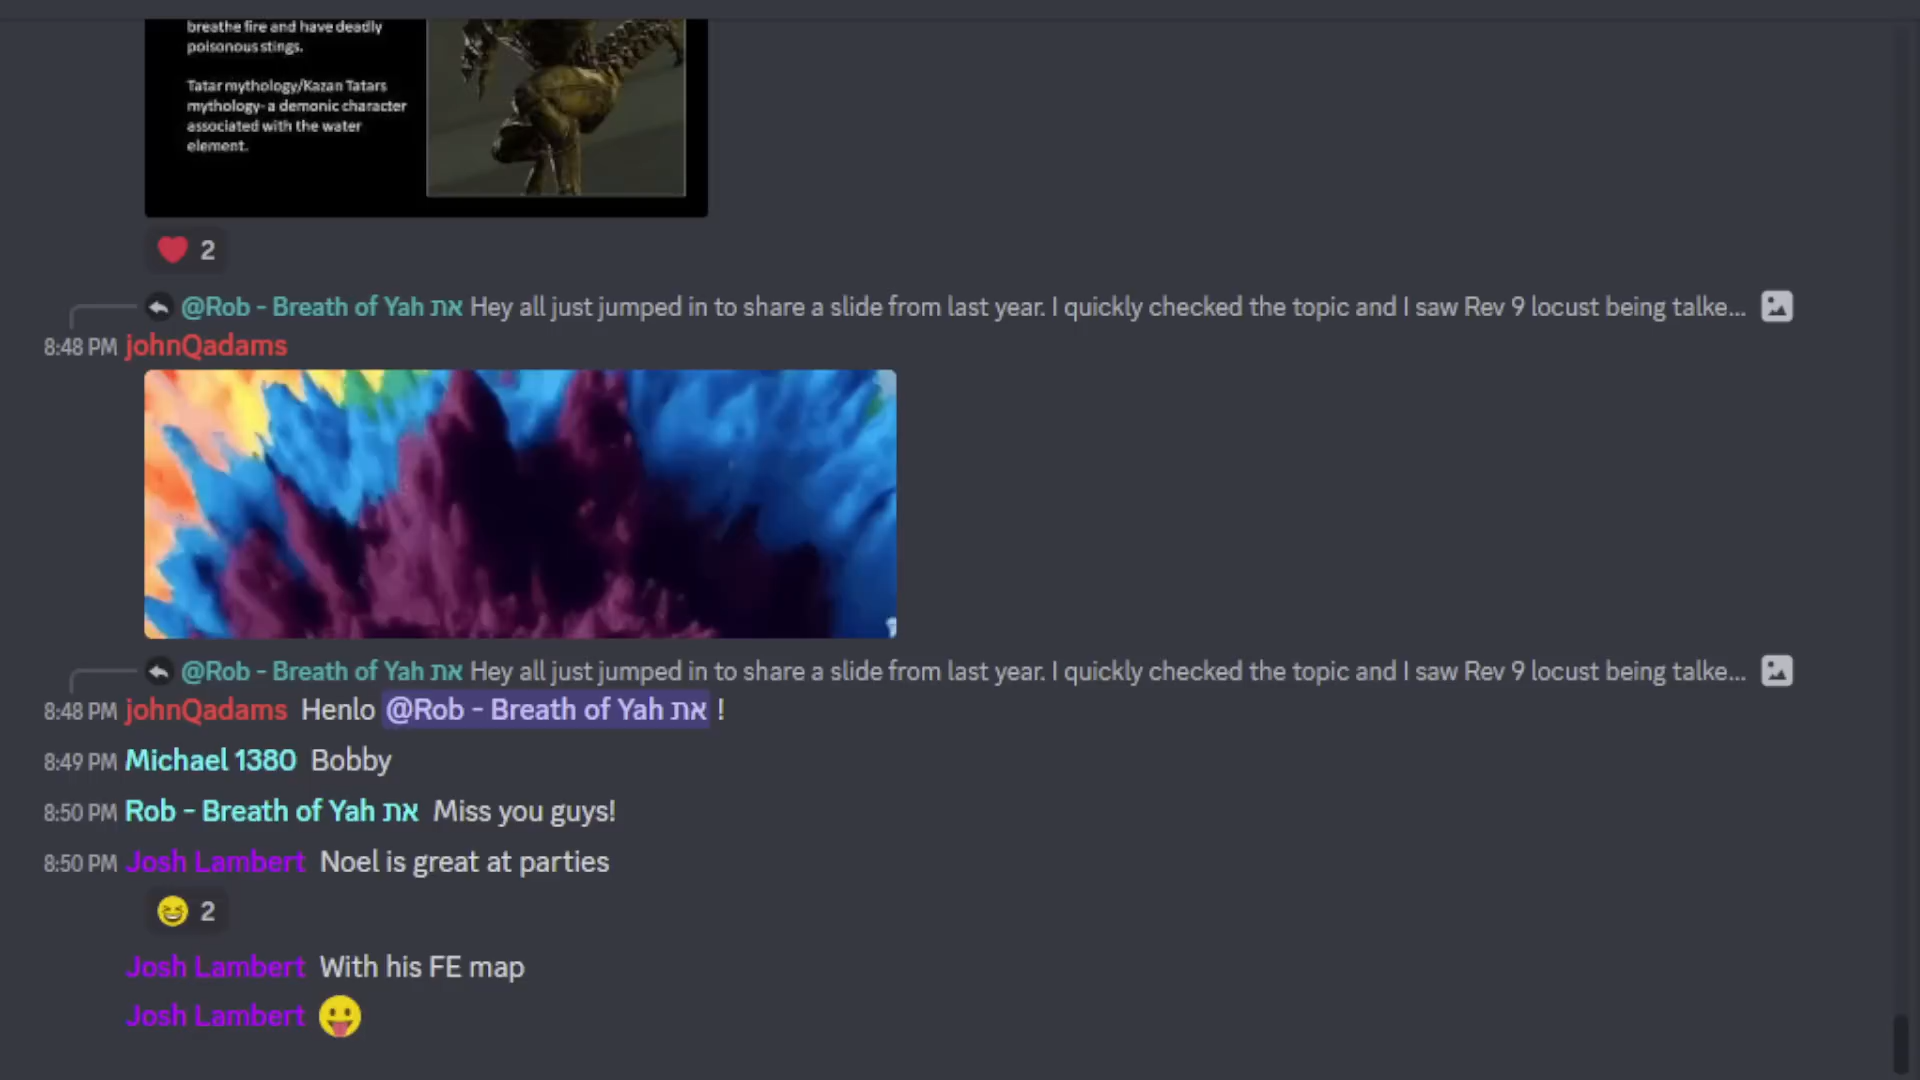 breathe fire and have deadly
poisonous stings.
Tatar mythology/Kazan Tatars
mythology- a demonic character
associated with the water
element.
2
@Rob - Breath of Yah את Hey all just jumped in to share a slide from last year. I quickly checked the topic and I saw Rev 9 locust being talke...
8:48 PM johnQadams
@Rob - Breath of Yah את Hey all just jumped in to share a slide from last year. I quickly checked the topic and I saw Rev 9 locust being talke...
8:48 PM johnQadams Henlo @Rob - Breath of Yah את !
8:49 PM Michael 1380 Bobby
8:50 PM Rob - Breath of Yah את Miss you guys!
8:50 PM Josh Lambert Noel is great at parties
2
Josh Lambert With his FE map
Josh Lambert 😛